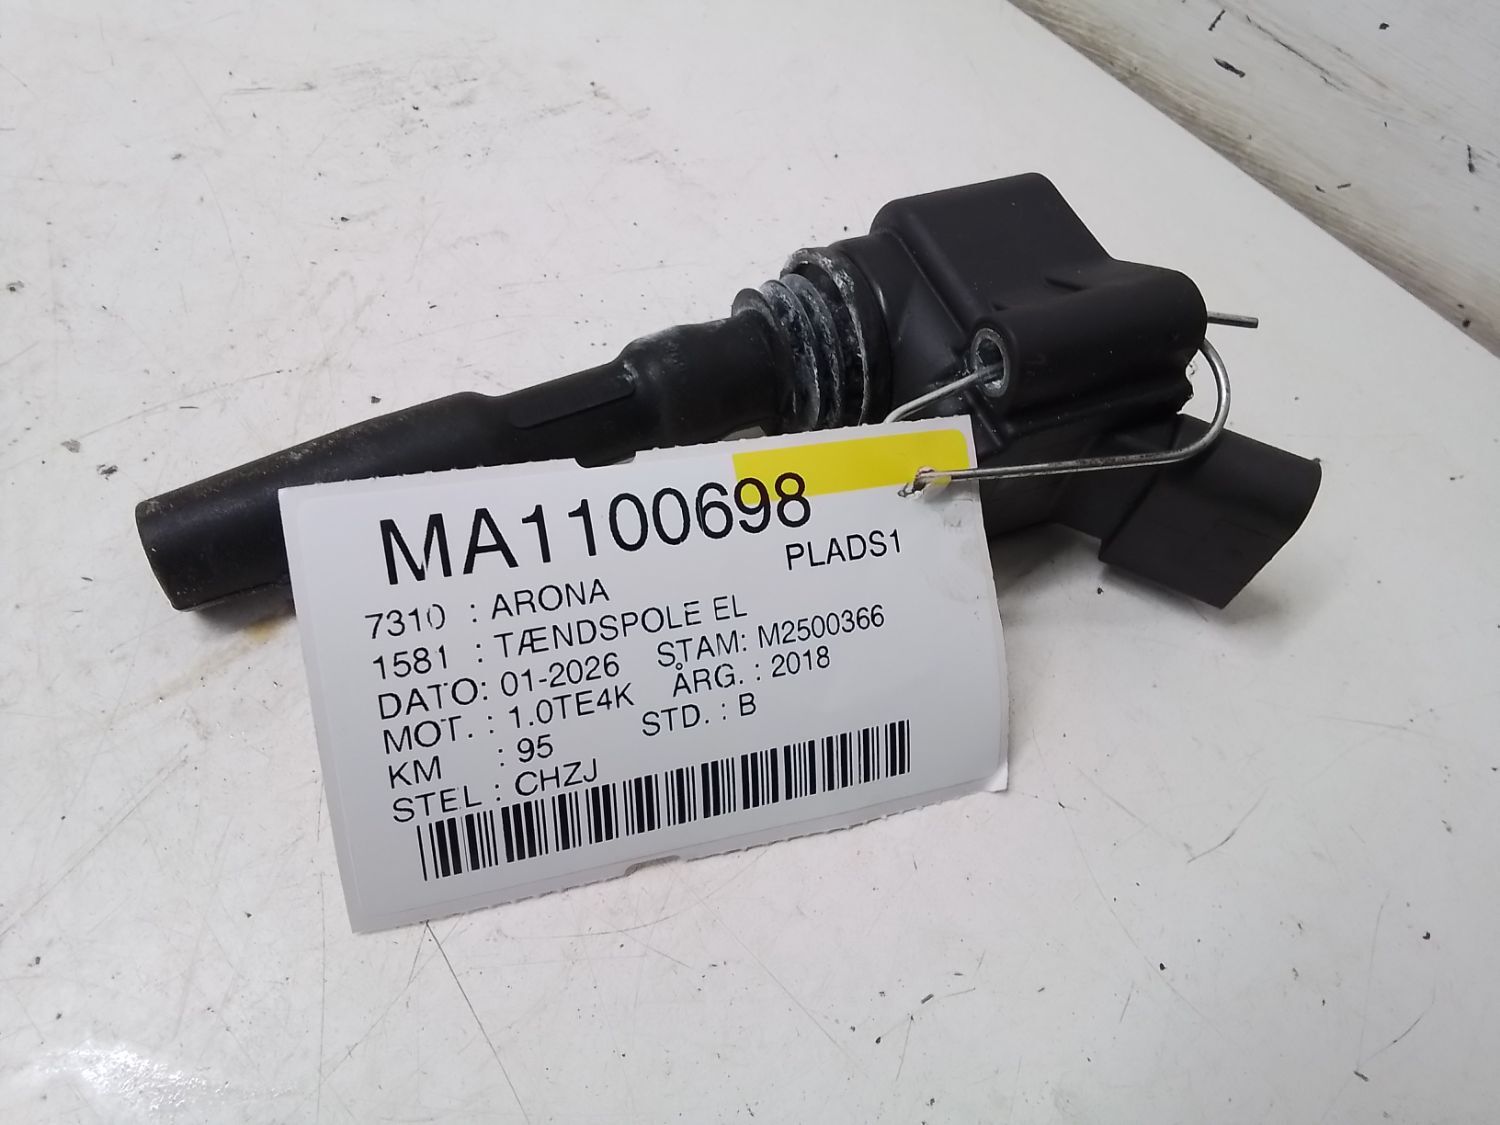 MA1100698
PLADS1
7310 : ARONA
1581 : TÆNDSPOLE EL
DATO: 01-2026 STAM: M2500366
MOT. : 1.0TE4K ÅRG. : 2018
KM : 95 STD. : B
STEL : CHZJ